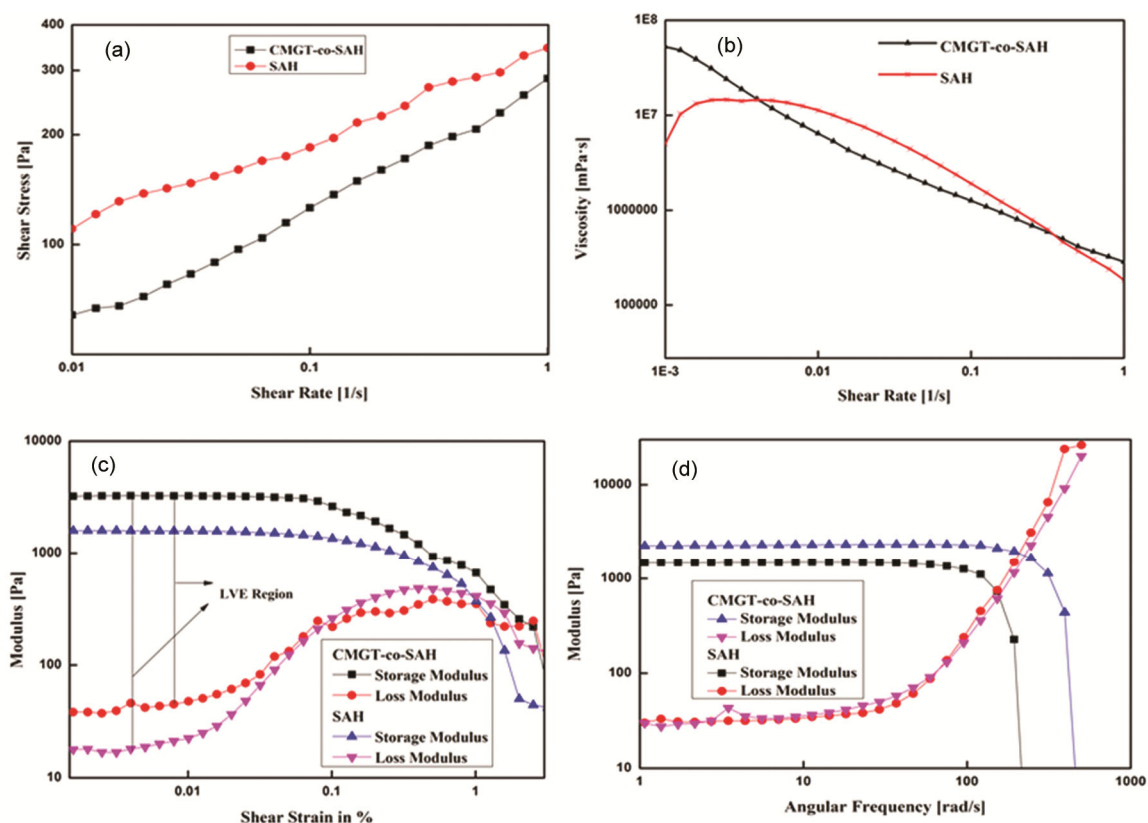 (a)
400
300
200
100
0.01
0.1
1
Shear Stress [Pa]
Shear Rate [1/s]
CMGT-co-SAH
SAH
(b)
1E8
1E7
1000000
100000
1E-3
0.01
0.1
1
Viscosity [mPa·s]
Shear Rate [1/s]
CMGT-co-SAH
SAH
(c)
10000
1000
100
10
0.01
0.1
1
Modulus [Pa]
Shear Strain in %
LVE Region
CMGT-co-SAH
Storage Modulus
Loss Modulus
SAH
Storage Modulus
Loss Modulus
(d)
10000
1000
100
10
1
10
100
1000
Modulus [Pa]
Angular Frequency [rad/s]
CMGT-co-SAH
Storage Modulus
Loss Modulus
SAH
Storage Modulus
Loss Modulus